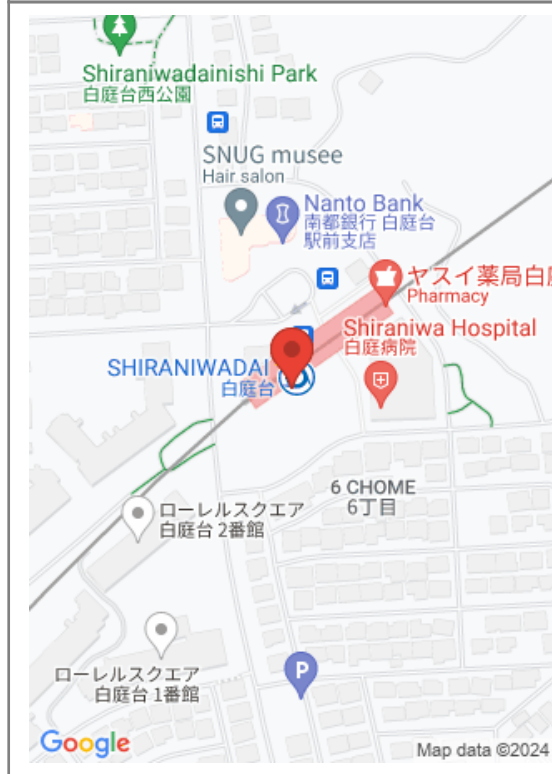 Shiraniwadainishi Park
白庭台西公園
SNUG musee
Hair salon
Nanto Bank
南都銀行 白庭台
駅前支店
ヤスイ薬局白庭
Pharmacy
Shiraniwa Hospital
白庭病院
SHIRANIWADAI
白庭台
6 CHOME
6丁目
ローレルスクエア
白庭台 2番館
ローレルスクエア
白庭台 1番館
P
Google
Map data ©2024